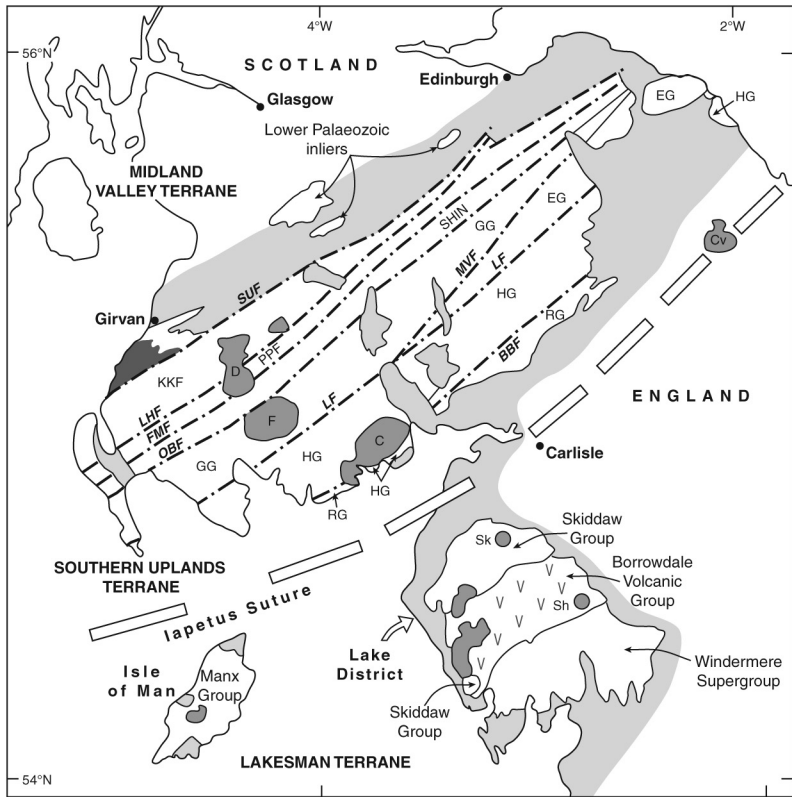 4°W
2°W
56°N
SCOTLAND
Edinburgh
Glasgow
EG
HG
Lower Palaeozoic
inliers
MIDLAND
VALLEY TERRANE
SHIN
EG
GG
Cv
SUF
MVF
LF
HG
Girvan
RG
BBF
PPF
D
KKF
ENGLAND
LHF
LF
FMF
F
C
OBF
Carlisle
GG
HG
HG
RG
Skiddaw
Group
Sk
SOUTHERN UPLANDS
TERRANE
Borrowdale
Volcanic
Group
V
V
V
V
V
V
V
V
V
V
Sh
Iapetus Suture
Lake
District
Isle
of Man
Manx
Group
Windermere
Supergroup
Skiddaw
Group
LAKESMAN TERRANE
54°N